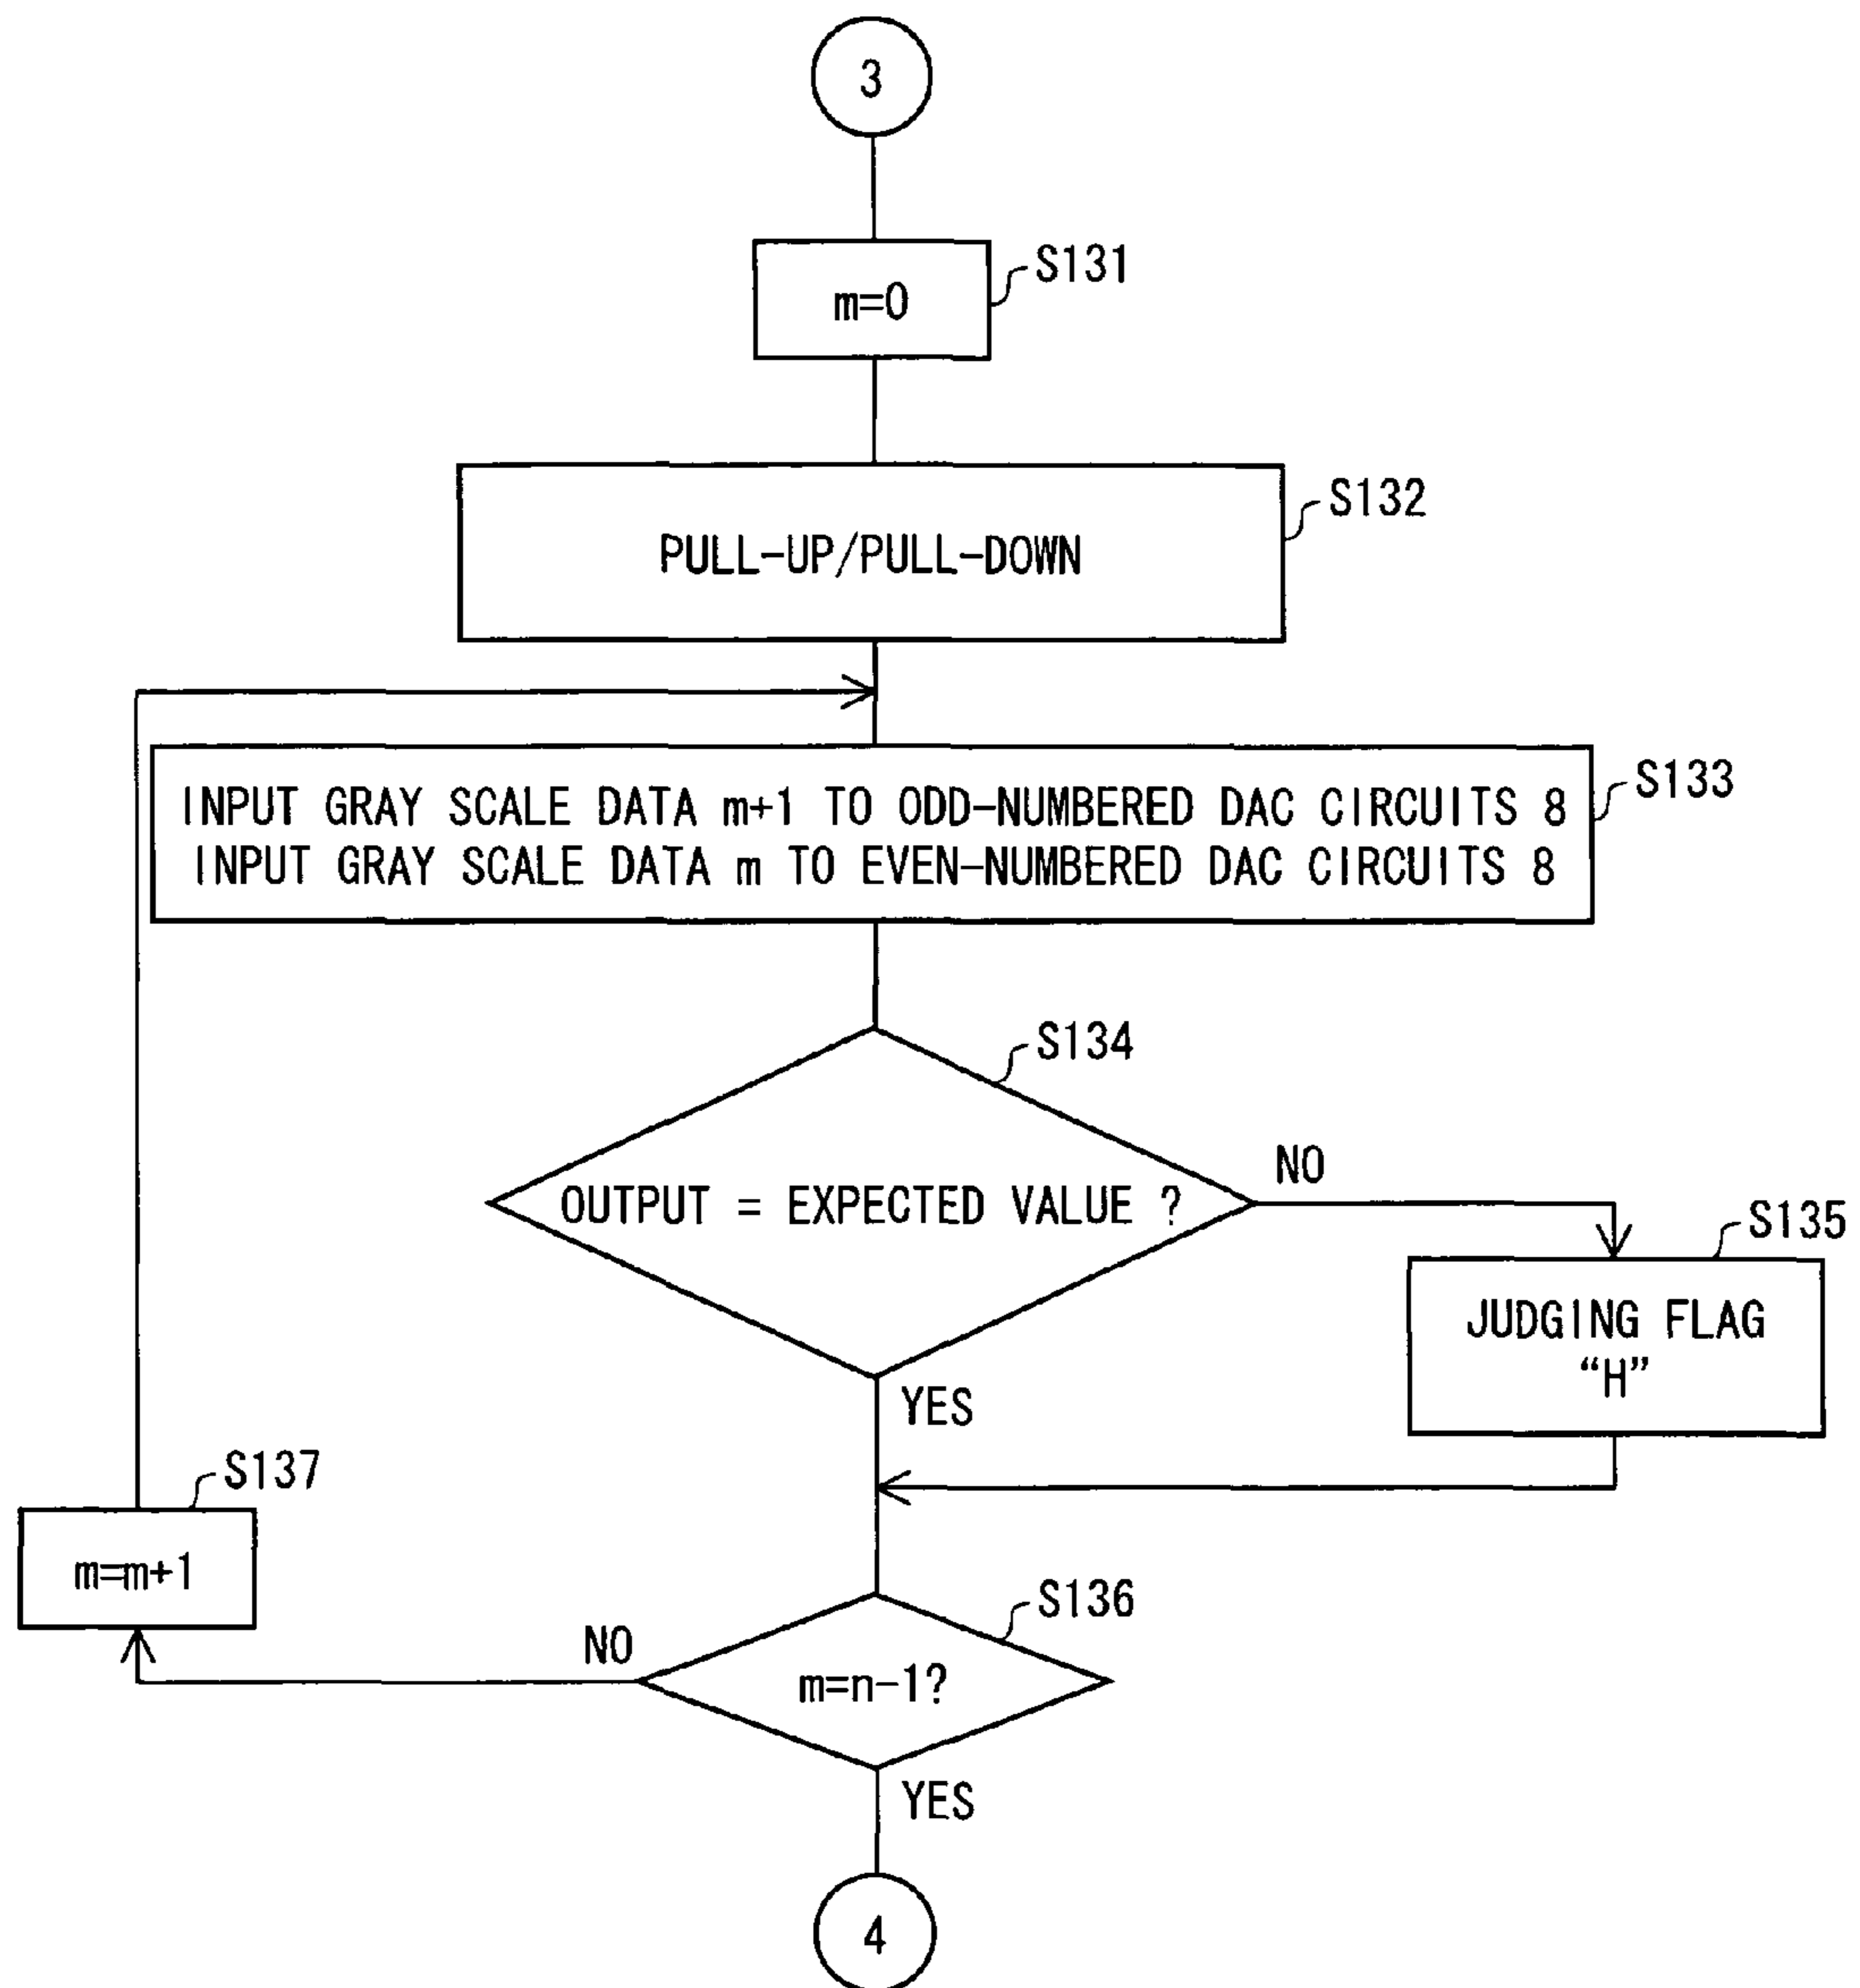 3
S131
m=0
S132
PULL-UP/PULL-DOWN
S133
INPUT GRAY SCALE DATA m+1 TO ODD-NUMBERED DAC CIRCUITS 8
INPUT GRAY SCALE DATA m TO EVEN-NUMBERED DAC CIRCUITS 8
S134
OUTPUT = EXPECTED VALUE ?
NO
S135
JUDGING FLAG
“H”
YES
S137
m=m+1
S136
NO
m=n-1?
YES
4